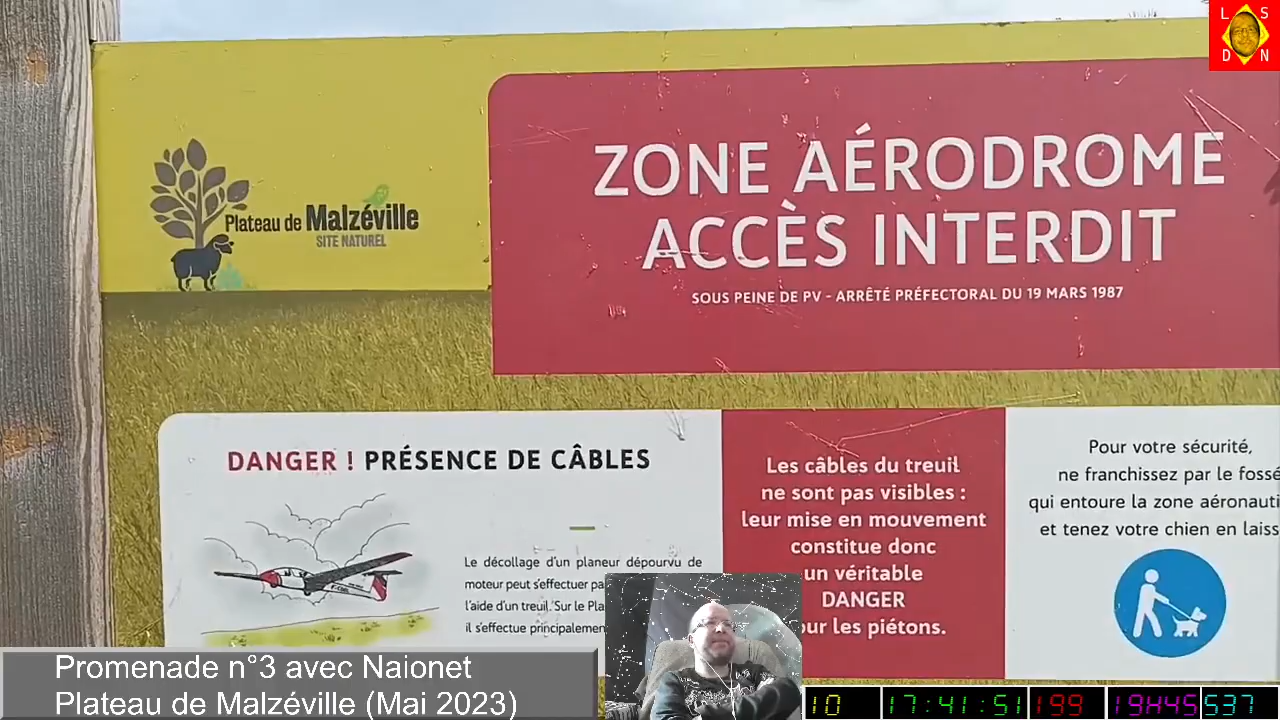 L S
D N
ZONE AÉRODROME
ACCÈS INTERDIT
SOUS PEINE DE PV - ARRÊTÉ PRÉFECTORAL DU 19 MARS 1987
Plateau de Malzéville
SITE NATUREL
DANGER ! PRÉSENCE DE CÂBLES
Le décollage d'un planeur dépourvu de
moteur peut s'effectuer
l'aide d'un treuil. Sur le
il s'effectue
Les câbles du treuil
ne sont pas visibles :
leur mise en mouvement
constitue donc
un véritable
DANGER
les piétons.
Pour votre sécurité,
ne franchissez par le fossé
qui entoure la zone
et tenez votre chien en
Promenade n°3 avec Naionet
Plateau de Malzéville (Mai 2023)
10 17:41:51 199 19H45 537